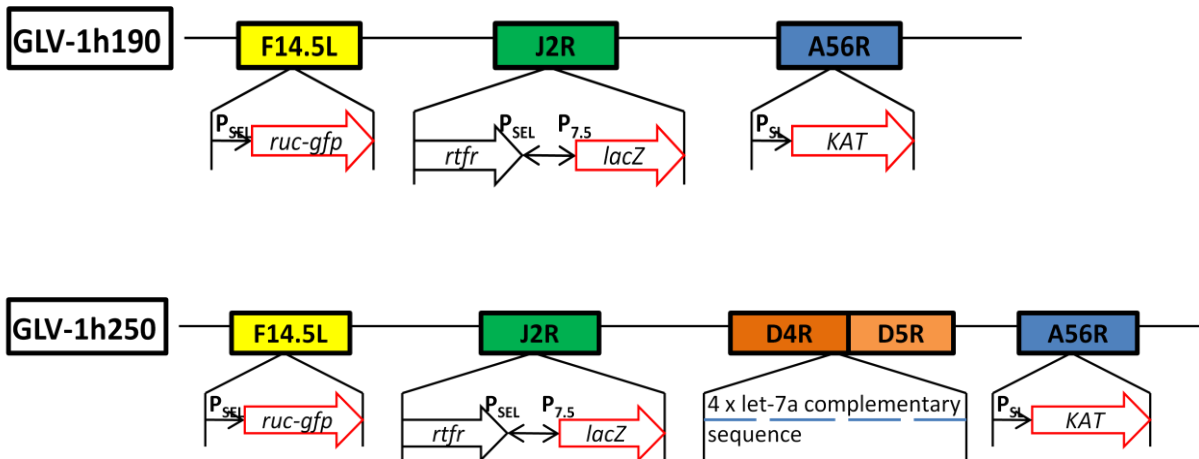 GLV-1h190
F14.5L J2R A56R
PSEL ruc-gfp rtfr PSEL P7.5 lacZ PSL KAT
GLV-1h250
F14.5L J2R D4R D5R A56R
PSEL ruc-gfp rtfr PSEL P7.5 lacZ 4 x let-7a complementary
sequence
PSL KAT